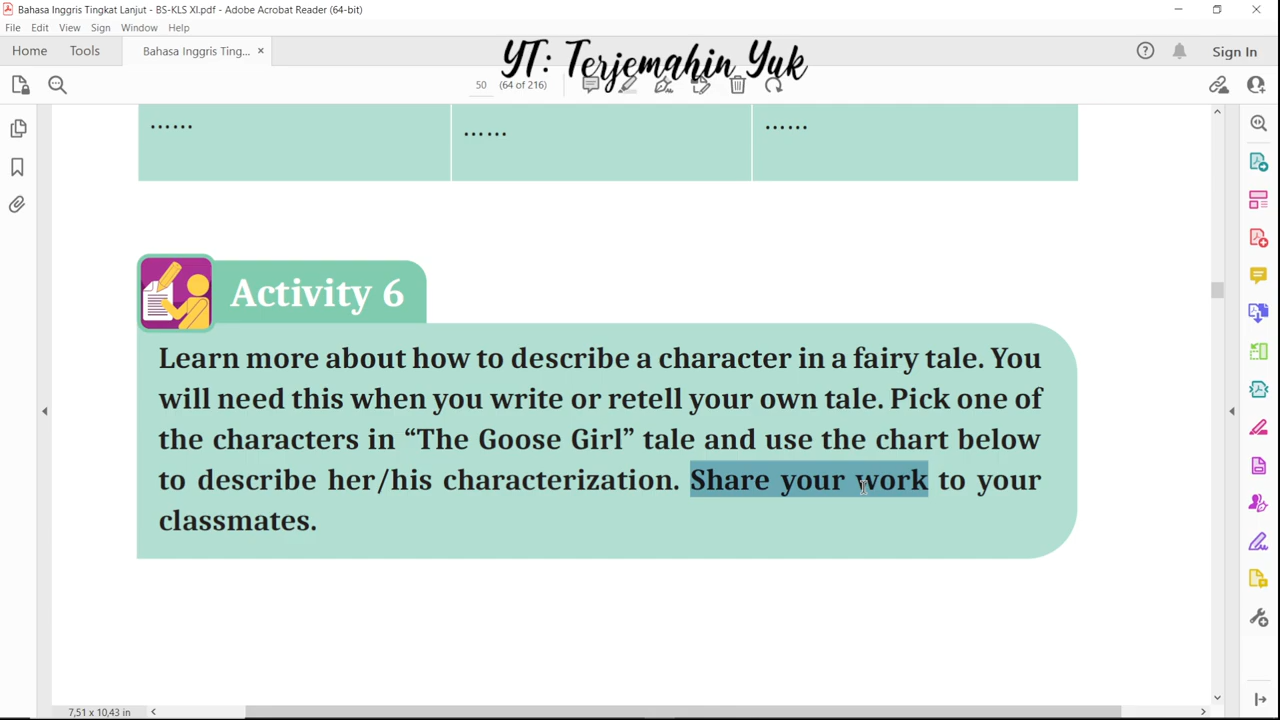 Bahasa Inggris Tingkat Lanjut - BS-KLS XI.pdf - Adobe Acrobat Reader (64-bit)
File Edit View Sign Window Help
Home Tools Bahasa Inggris Ting... × Sign In
YT: Terjemahin Yuk
50 (64 of 216)
...... ...... ......
Activity 6
Learn more about how to describe a character in a fairy tale. You
will need this when you write or retell your own tale. Pick one of
the characters in “The Goose Girl” tale and use the chart below
to describe her/his characterization. Share your work to your
classmates.
7,51 x 10,43 in